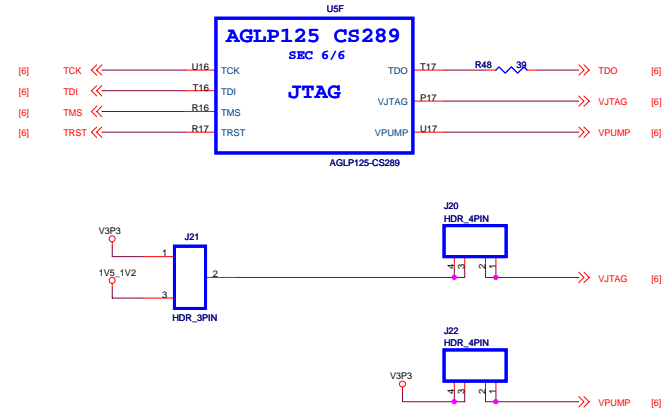 U5F
AGLP125 CS289
SEC 6/6
JTAG
[6] TCK U16 TCK TDO T17 R48 39 TDO [6]
[6] TDI T16 TDI
[6] TMS R16 TMS VJTAG P17 VJTAG [6]
[6] TRST R17 TRST VPUMP U17 VPUMP [6]
AGLP125-CS289
J20
HDR_4PIN
V3P3
J21
1
1V5_1V2
2
4 3 2 1
VJTAG [6]
3
HDR_3PIN
J22
HDR_4PIN
V3P3
4 3 2 1
VPUMP [6]